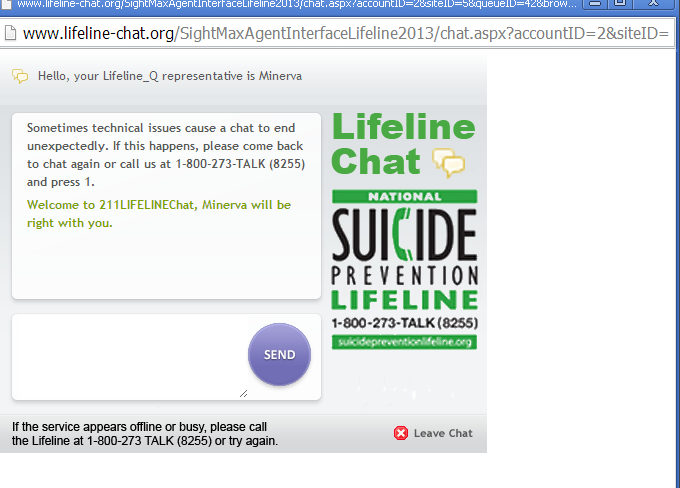 www.lifeline-chat.org/SightMaxAgentInterfaceLifeline2013/chat.aspx?accountID=2&siteID=5&queueID=42&brow...
www.lifeline-chat.org/SightMaxAgentInterfaceLifeline2013/chat.aspx?accountID=2&siteID=
Hello, your Lifeline_Q representative is Minerva
Sometimes technical issues cause a chat to end
unexpectedly. If this happens, please come back
to chat again or call us at 1-800-273-TALK (8255)
and press 1.
Welcome to 211LIFELINEChat, Minerva will be
right with you.
SEND
Lifeline
Chat
NATIONAL
SUICIDE
PREVENTION
LIFELINE
1-800-273-TALK (8255)
suicidepreventionlifeline.org
If the service appears offline or busy, please call
the Lifeline at 1-800-273 TALK (8255) or try again.
Leave Chat